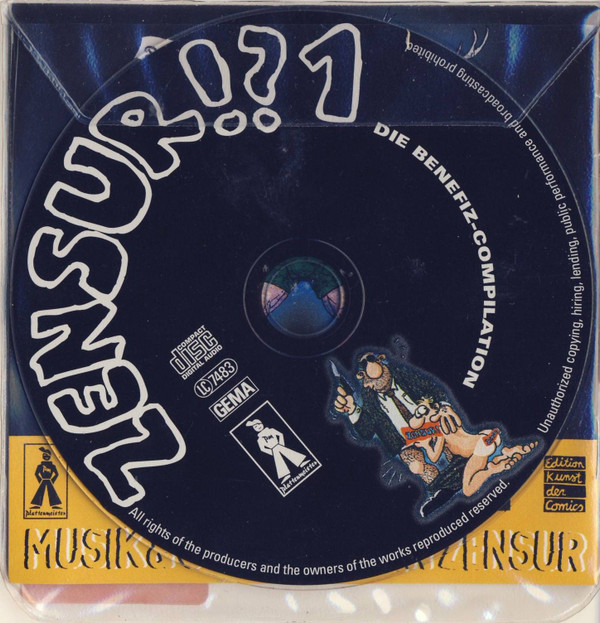 ZENSUR!?1
DIE BENEFIZ-COMPILATION
Unauthorized copying, hiring, lending, public performance and broadcasting prohibited
COMPACT
disc
DIGITAL AUDIO
LC 7483
GEMA
Plattenmeister
All rights of the producers and the owners of the works reproduced reserved.
Plattenmeister
Edition
Kunst
der
Comics
MUSIK
ZENSUR